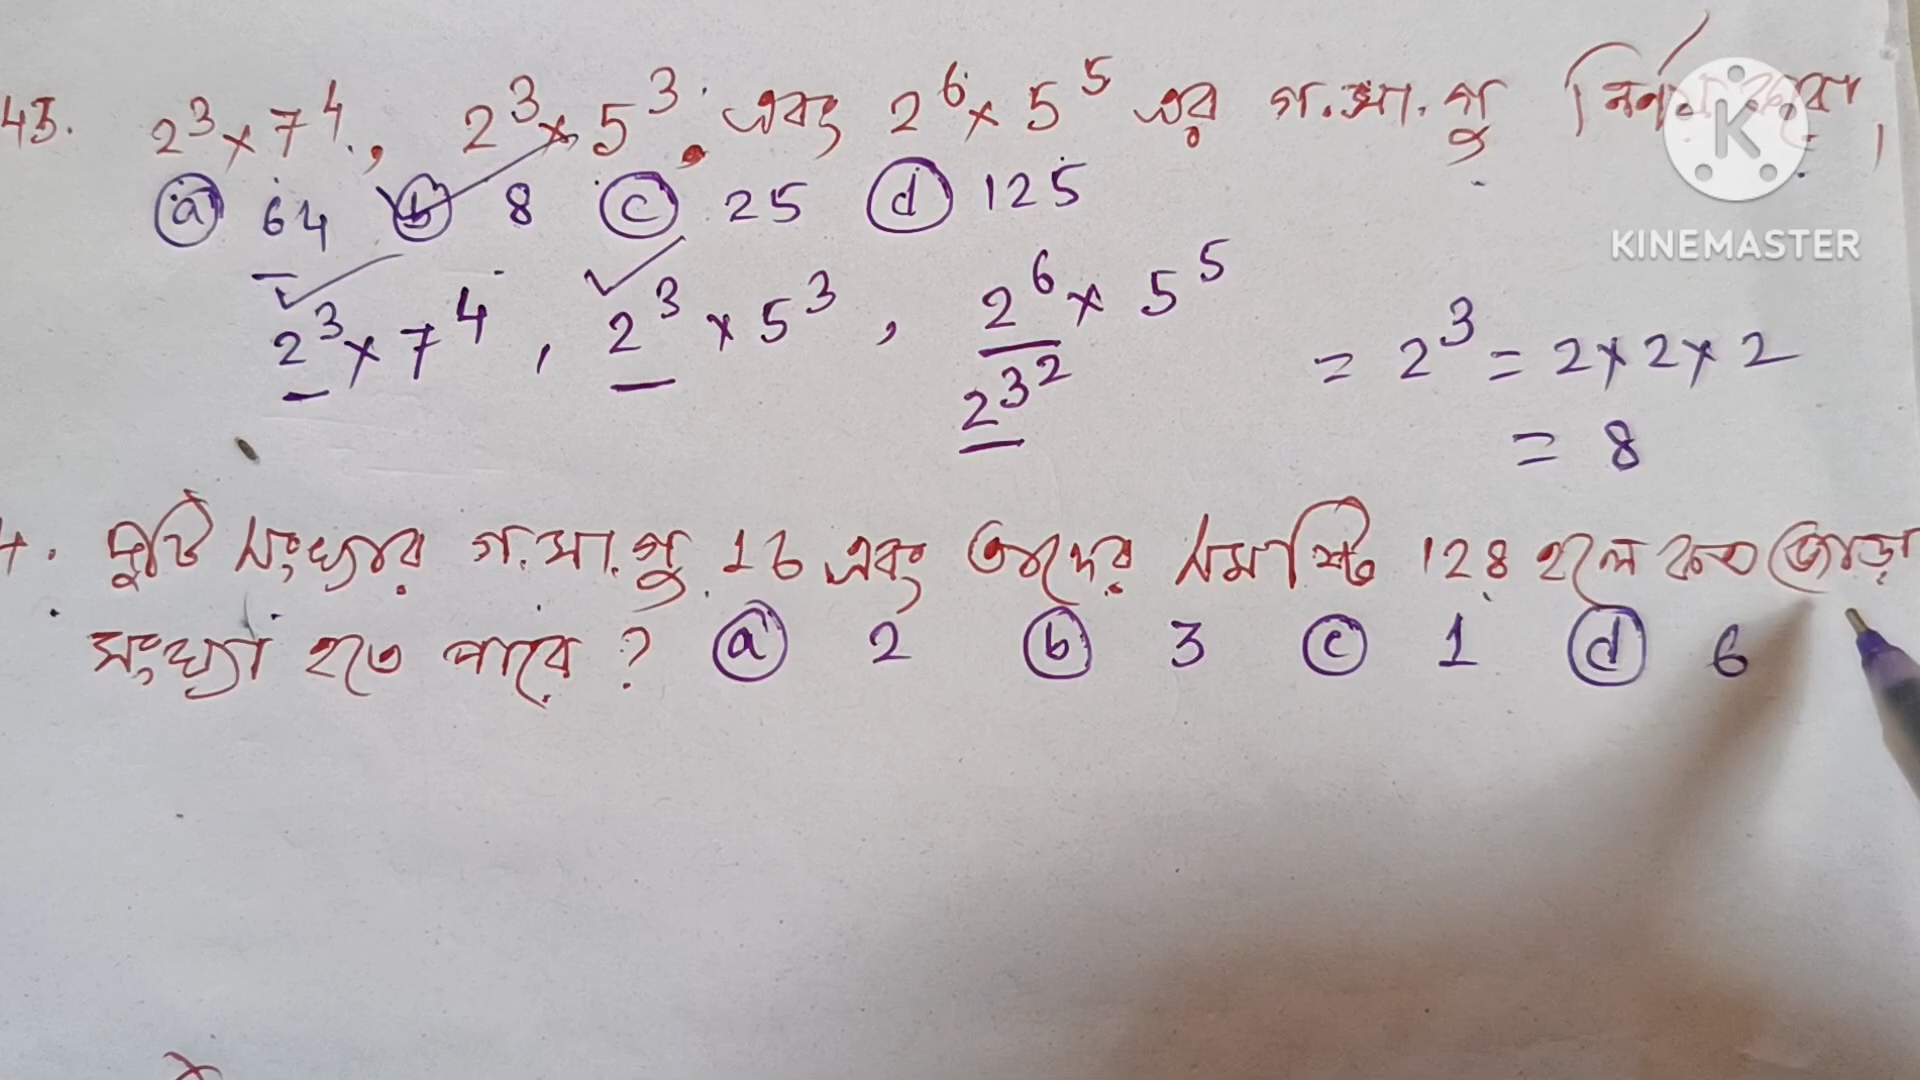 43. 2³ × 7⁴, 2³ × 5³, এবং 2⁶ × 5⁵ এর গ.সা.গু নির্ণয় করো,
ⓐ 64 ⓑ 8 ⓒ 25 ⓓ 125
2³ × 7⁴, 2³ × 5³, 2⁶ × 5⁵ = 2³ = 2 × 2 × 2
2³² = 8
4. দুটি সংখ্যার গ.সা.গু 16 এবং তাদের সমষ্টি 128 হলে কত জোড়া
সংখ্যা হতে পারে ? ⓐ 2 ⓑ 3 ⓒ 1 ⓓ 6
K
KINEMASTER